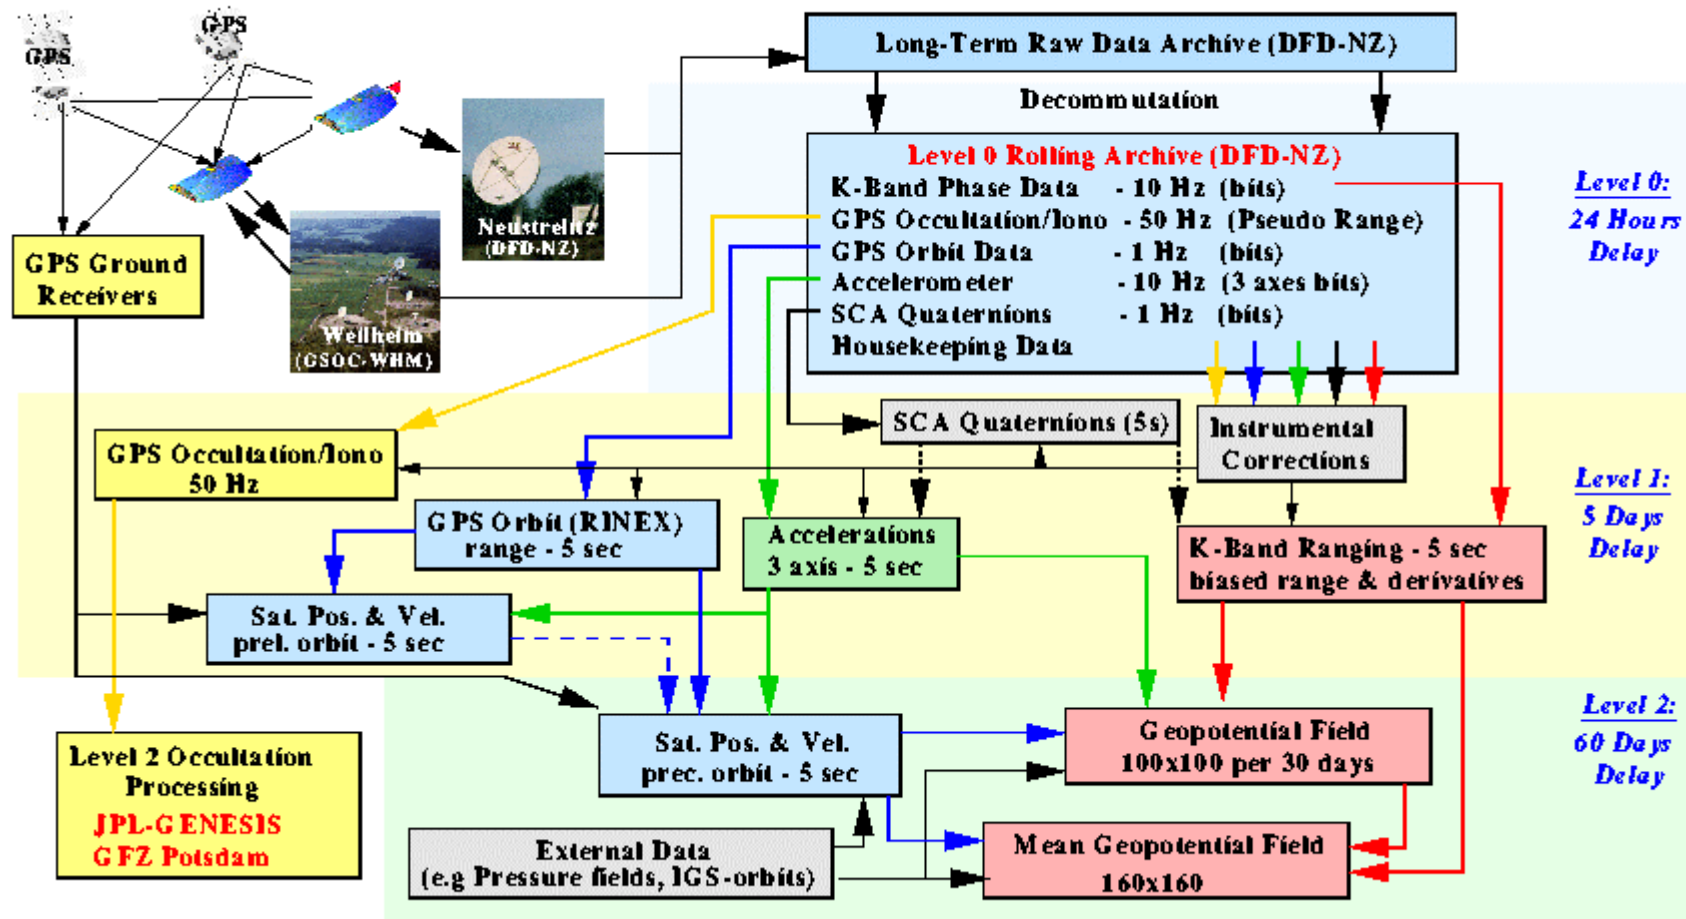 GPS
GPS
Long-Term Raw Data Archive (DFD-NZ)
Decommutation
Level 0 Rolling Archive (DFD-NZ)
K-Band Phase Data - 10 Hz (bits)
GPS Occultation/Iono - 50 Hz (Pseudo Range)
GPS Orbit Data - 1 Hz (bits)
Accelerometer - 10 Hz (3 axes bits)
SCA Quaternions - 1 Hz (bits)
Housekeeping Data
Level 0:
24 Hours
Delay
Neustrelitz
(DFD-NZ)
GPS Ground
Receivers
Weilheim
(GSOC-WHM)
SCA Quaternions (5s)
Instrumental
Corrections
GPS Occultation/Iono
50 Hz
Level 1:
5 Days
Delay
GPS Orbit (RINEX)
range - 5 sec
Accelerations
3 axis - 5 sec
K-Band Ranging - 5 sec
biased range & derivatives
Sat. Pos. & Vel.
prel. orbit - 5 sec
Level 2:
60 Days
Delay
Sat. Pos. & Vel.
prec. orbit - 5 sec
Geopotential Field
100x100 per 30 days
Level 2 Occultation
Processing
JPL-GENESIS
GFZ Potsdam
External Data
(e.g Pressure fields, IGS-orbits)
Mean Geopotential Field
160x160